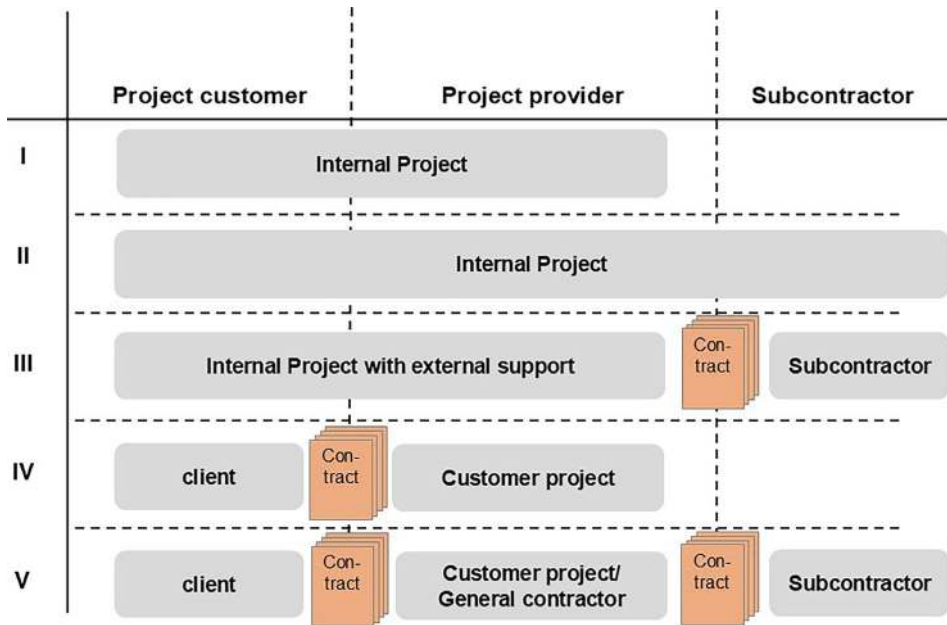 Project customer
Project provider
Subcontractor
I
Internal Project
II
Internal Project
III
Internal Project with external support
Con-
tract
Subcontractor
IV
client
Con-
tract
Customer project
V
client
Con-
tract
Customer project/
General contractor
Con-
tract
Subcontractor